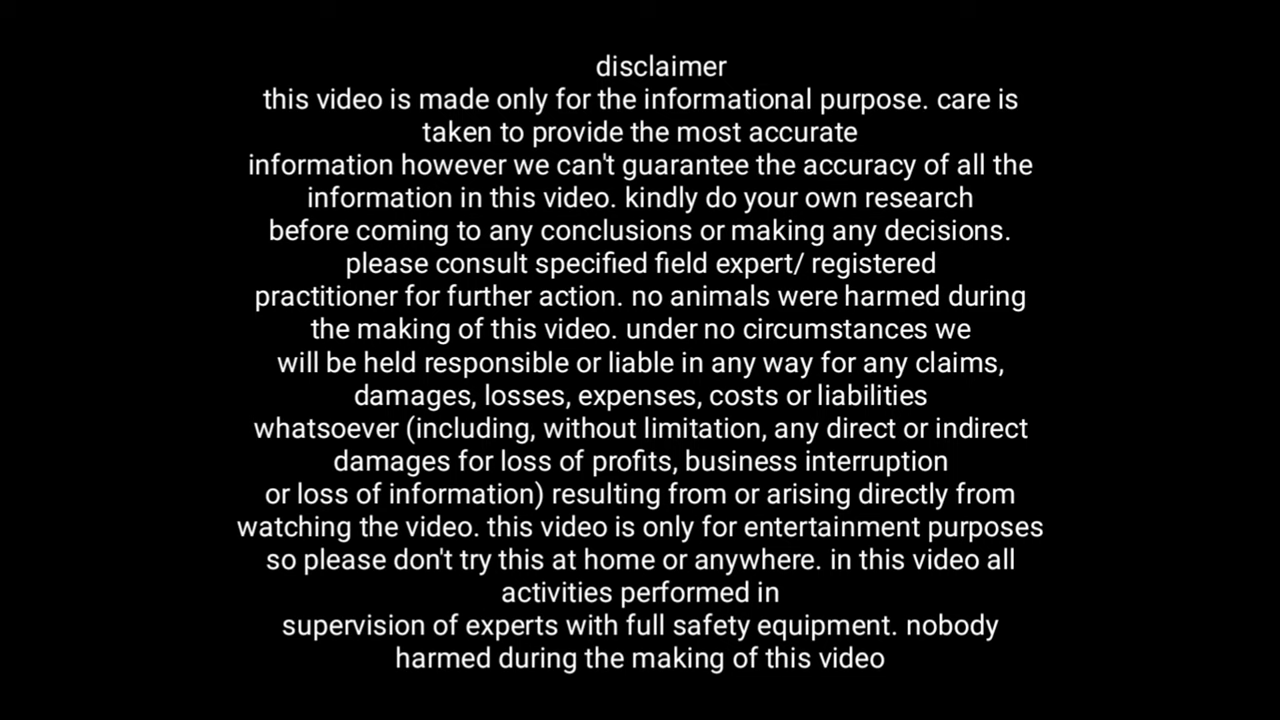 disclaimer
this video is made only for the informational purpose. care is
taken to provide the most accurate
information however we can't guarantee the accuracy of all the
information in this video. kindly do your own research
before coming to any conclusions or making any decisions.
please consult specified field expert/ registered
practitioner for further action. no animals were harmed during
the making of this video. under no circumstances we
will be held responsible or liable in any way for any claims,
damages, losses, expenses, costs or liabilities
whatsoever (including, without limitation, any direct or indirect
damages for loss of profits, business interruption
or loss of information) resulting from or arising directly from
watching the video. this video is only for entertainment purposes
so please don't try this at home or anywhere. in this video all
activities performed in
supervision of experts with full safety equipment. nobody
harmed during the making of this video